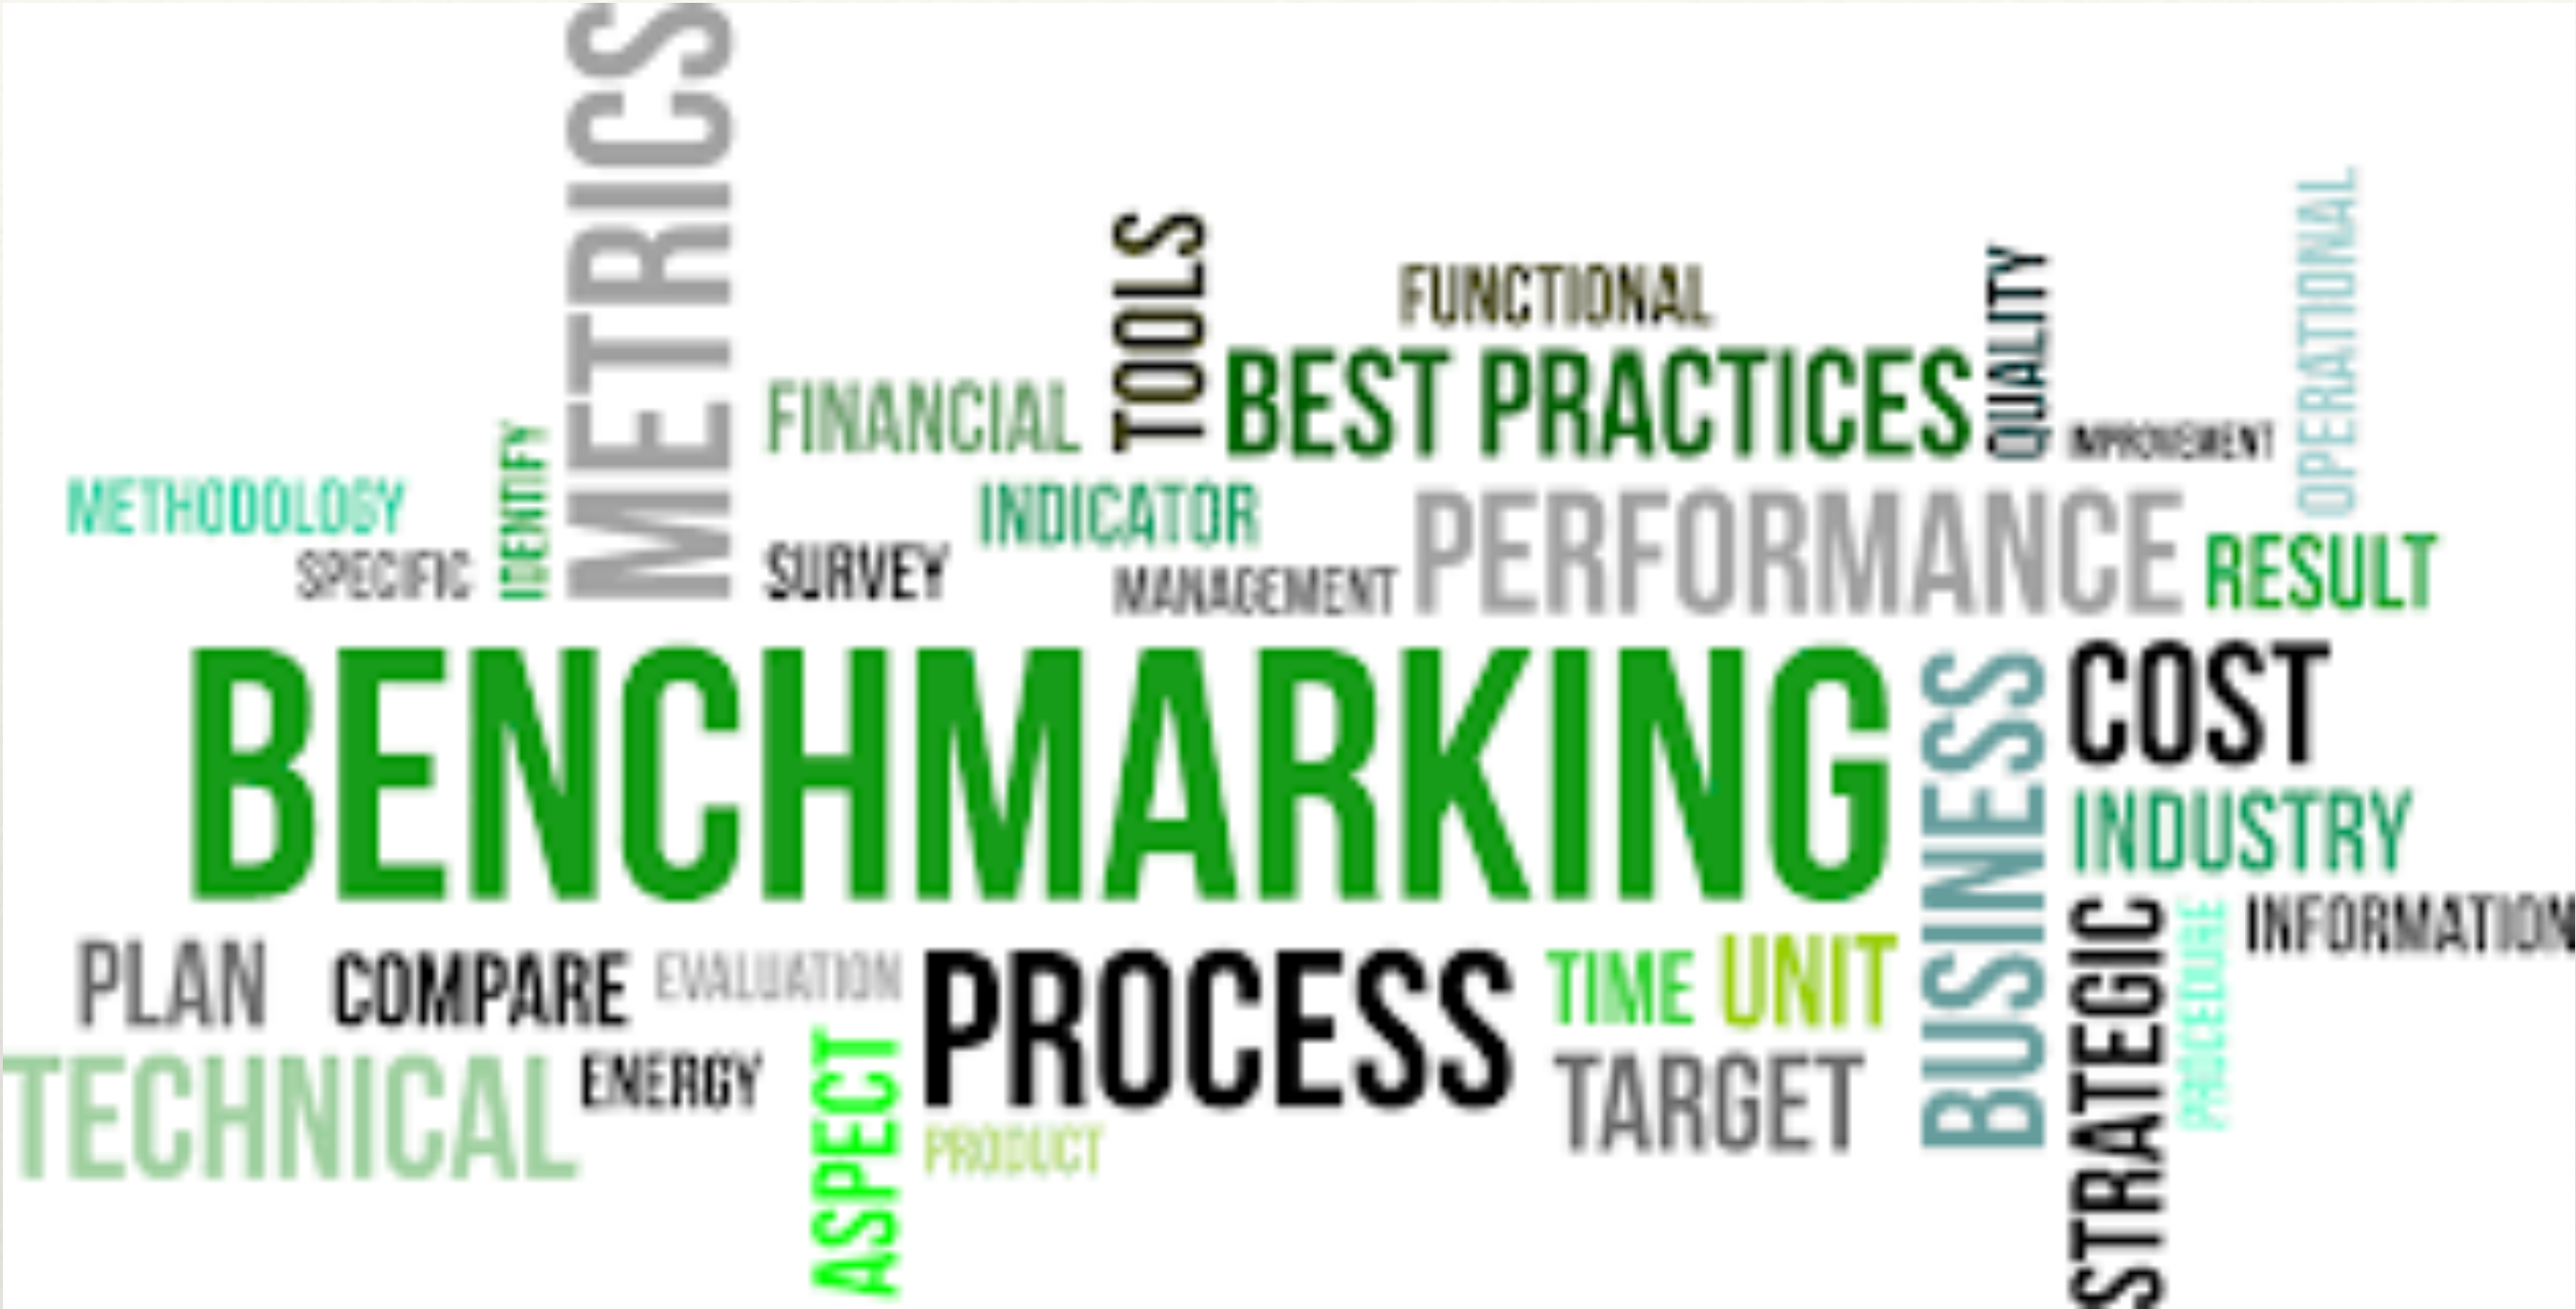 METRICS
TOOLS
FUNCTIONAL
QUALITY
OPERATIONAL
FINANCIAL
BEST PRACTICES
IMPROVEMENT
METHODOLOGY
IDENTIFY
INDICATOR
PERFORMANCE
SPECIFIC
SURVEY
MANAGEMENT
RESULT
BENCHMARKING
BUSINESS
COST
INDUSTRY
STRATEGIC
PROCEDURE
INFORMATION
PLAN
COMPARE
EVALUATION
PROCESS
TIME
UNIT
TECHNICAL
ENERGY
ASPECT
TARGET
PRODUCT